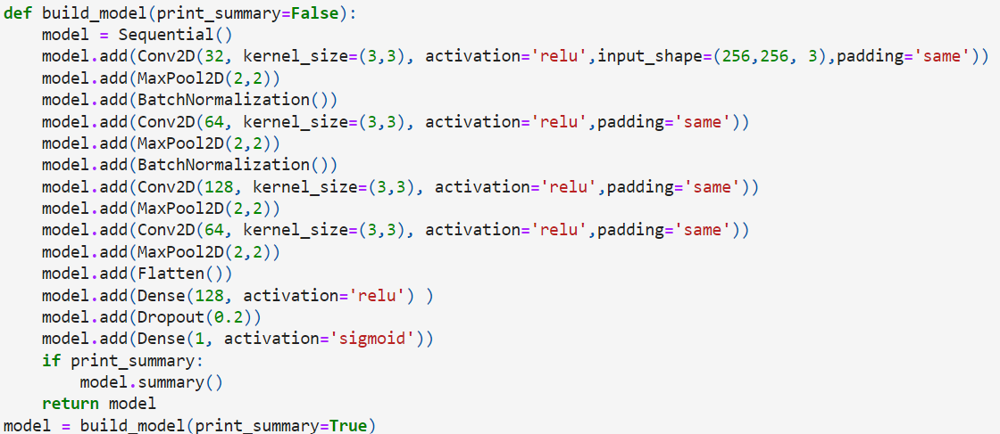 def build_model(print_summary=False):
    model = Sequential()
    model.add(Conv2D(32, kernel_size=(3,3), activation='relu',input_shape=(256,256, 3),padding='same'))
    model.add(MaxPool2D(2,2))
    model.add(BatchNormalization())
    model.add(Conv2D(64, kernel_size=(3,3), activation='relu',padding='same'))
    model.add(MaxPool2D(2,2))
    model.add(BatchNormalization())
    model.add(Conv2D(128, kernel_size=(3,3), activation='relu',padding='same'))
    model.add(MaxPool2D(2,2))
    model.add(Conv2D(64, kernel_size=(3,3), activation='relu',padding='same'))
    model.add(MaxPool2D(2,2))
    model.add(Flatten())
    model.add(Dense(128, activation='relu') )
    model.add(Dropout(0.2))
    model.add(Dense(1, activation='sigmoid'))
    if print_summary:
        model.summary()
    return model
model = build_model(print_summary=True)